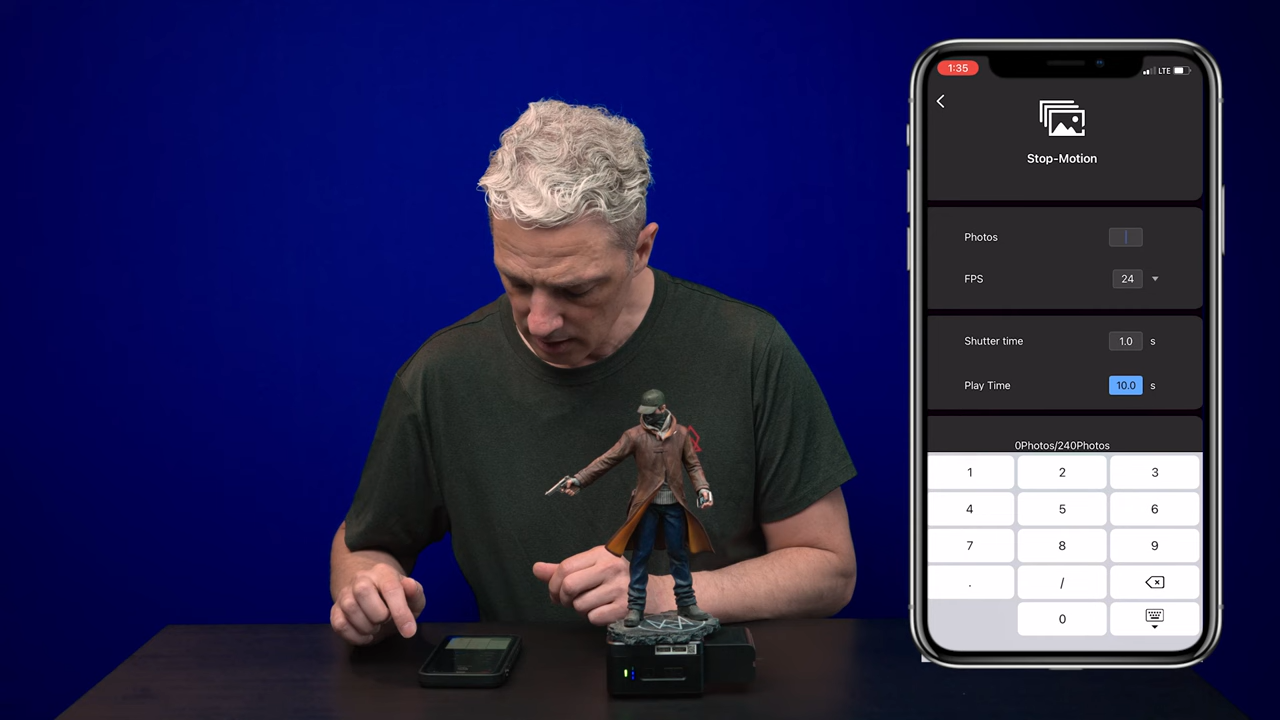 1:35
LTE
Stop-Motion
Photos
FPS 24
Shutter time 1.0 s
Play Time 10.0 s
0Photos/240Photos
1 2 3
4 5 6
7 8 9
. /
0